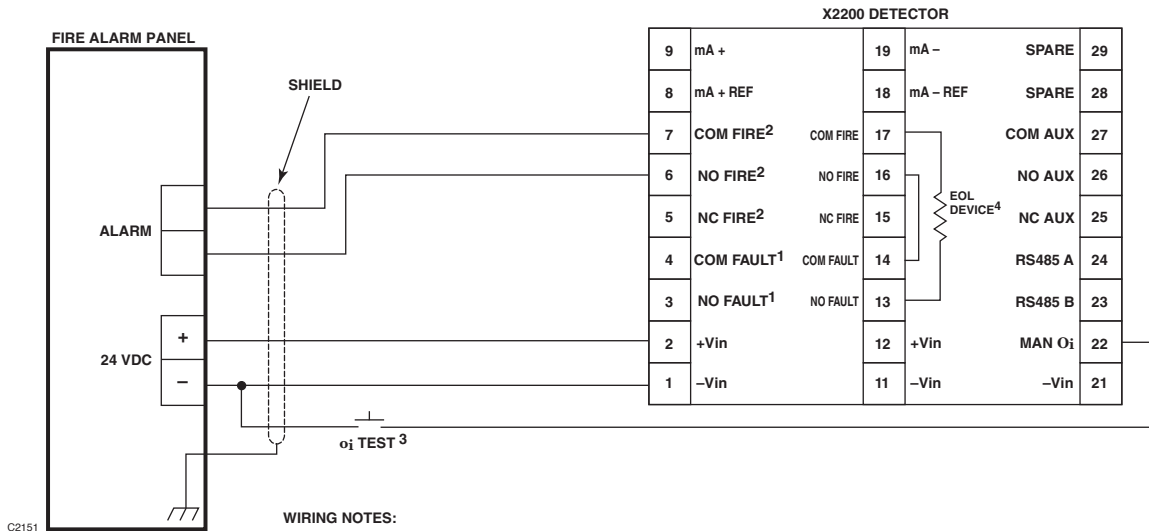 X2200 DETECTOR
FIRE ALARM PANEL
SHIELD
ALARM
24 VDC
+
–
oi TEST 3
9 mA +
8 mA + REF
7 COM FIRE2
6 NO FIRE2
5 NC FIRE2
4 COM FAULT1
3 NO FAULT1
2 +Vin
1 –Vin
19 mA –
18 mA – REF
COM FIRE 17
NO FIRE 16
NC FIRE 15
COM FAULT 14
NO FAULT 13
12 +Vin
11 –Vin
EOL
DEVICE4
SPARE 29
SPARE 28
COM AUX 27
NO AUX 26
NC AUX 25
RS485 A 24
RS485 B 23
MAN Oi 22
–Vin 21
WIRING NOTES:
C2151